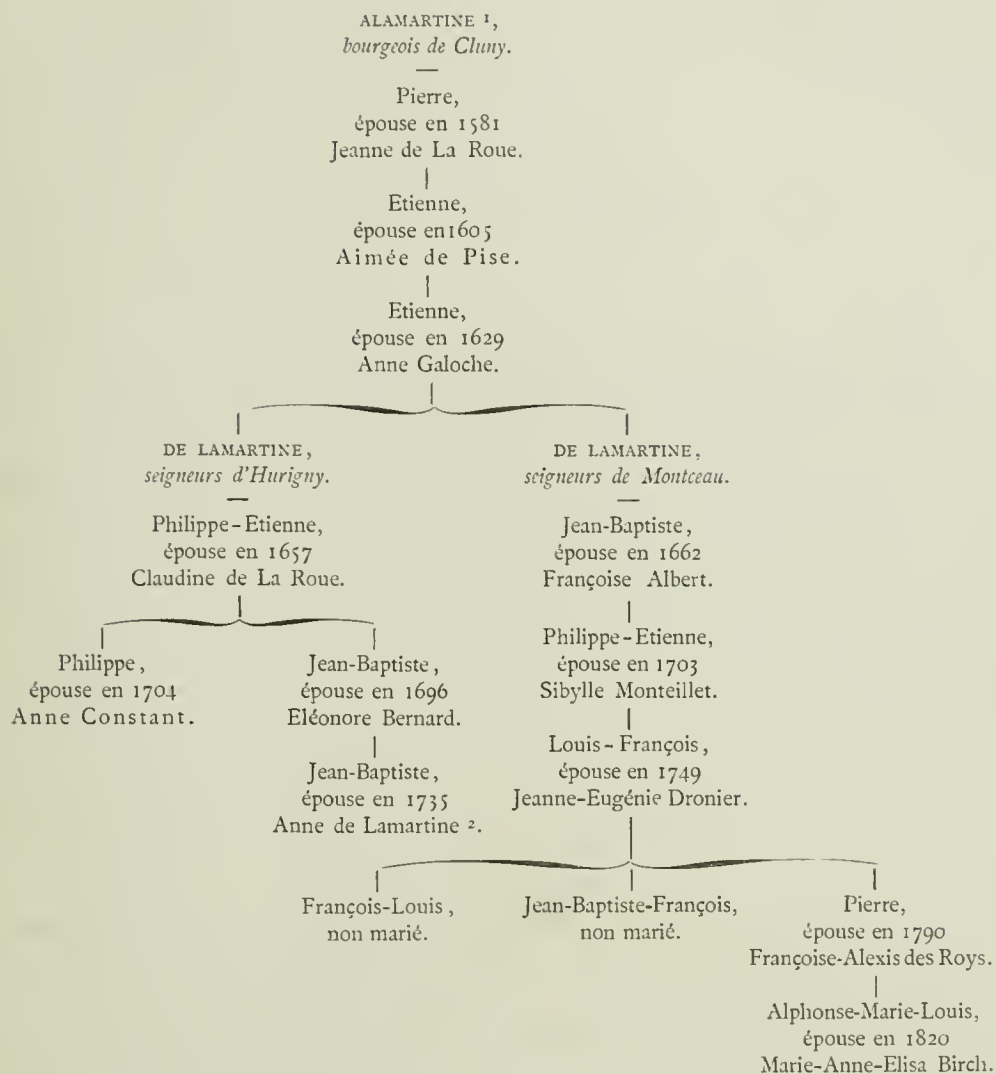 ALAMARTINE ¹,
bourgeois de Cluny.
Pierre,
épouse en 1581
Jeanne de La Roue.
Etienne,
épouse en 1605
Aimée de Pise.
Etienne,
épouse en 1629
Anne Galoche.
DE LAMARTINE,
seigneurs d'Hurigny.
Philippe-Etienne,
épouse en 1657
Claudine de La Roue.
Philippe,
épouse en 1704
Anne Constant.
Jean-Baptiste,
épouse en 1696
Eléonore Bernard.
Jean-Baptiste,
épouse en 1735
Anne de Lamartine ².
DE LAMARTINE,
seigneurs de Montceau.
Jean-Baptiste,
épouse en 1662
Françoise Albert.
Philippe-Etienne,
épouse en 1703
Sibylle Monteillet.
Louis-François,
épouse en 1749
Jeanne-Eugénie Dronier.
François-Louis,
non marié.
Jean-Baptiste-François,
non marié.
Pierre,
épouse en 1790
Françoise-Alexis des Roys.
Alphonse-Marie-Louis,
épouse en 1820
Marie-Anne-Elisa Birch.